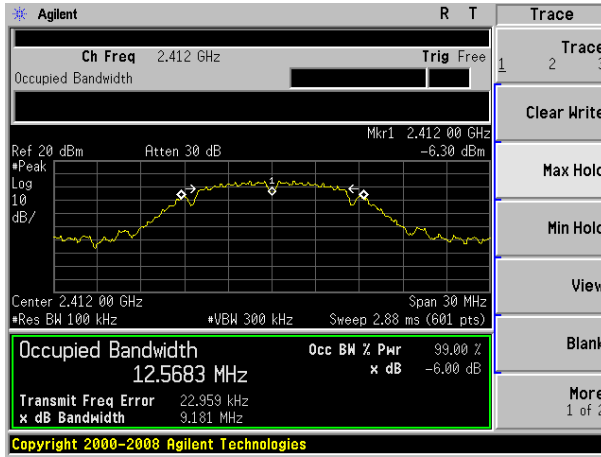 Agilent R T Trace
Ch Freq 2.412 GHz Trig Free
Occupied Bandwidth
Trace
1 2
Clear Write
Max Hold
Min Hold
View
Blank
More
1 of 2
Mkr1 2.412 00 GHz
Ref 20 dBm Atten 30 dB -6.30 dBm
#Peak
Log
10
dB/
1
Center 2.412 00 GHz Span 30 MHz
#Res BW 100 kHz #VBW 300 kHz Sweep 2.88 ms (601 pts)
Occupied Bandwidth Occ BW % Pwr 99.00 %
12.5683 MHz x dB -6.00 dB
Transmit Freq Error 22.959 kHz
x dB Bandwidth 9.181 MHz
Copyright 2000-2008 Agilent Technologies